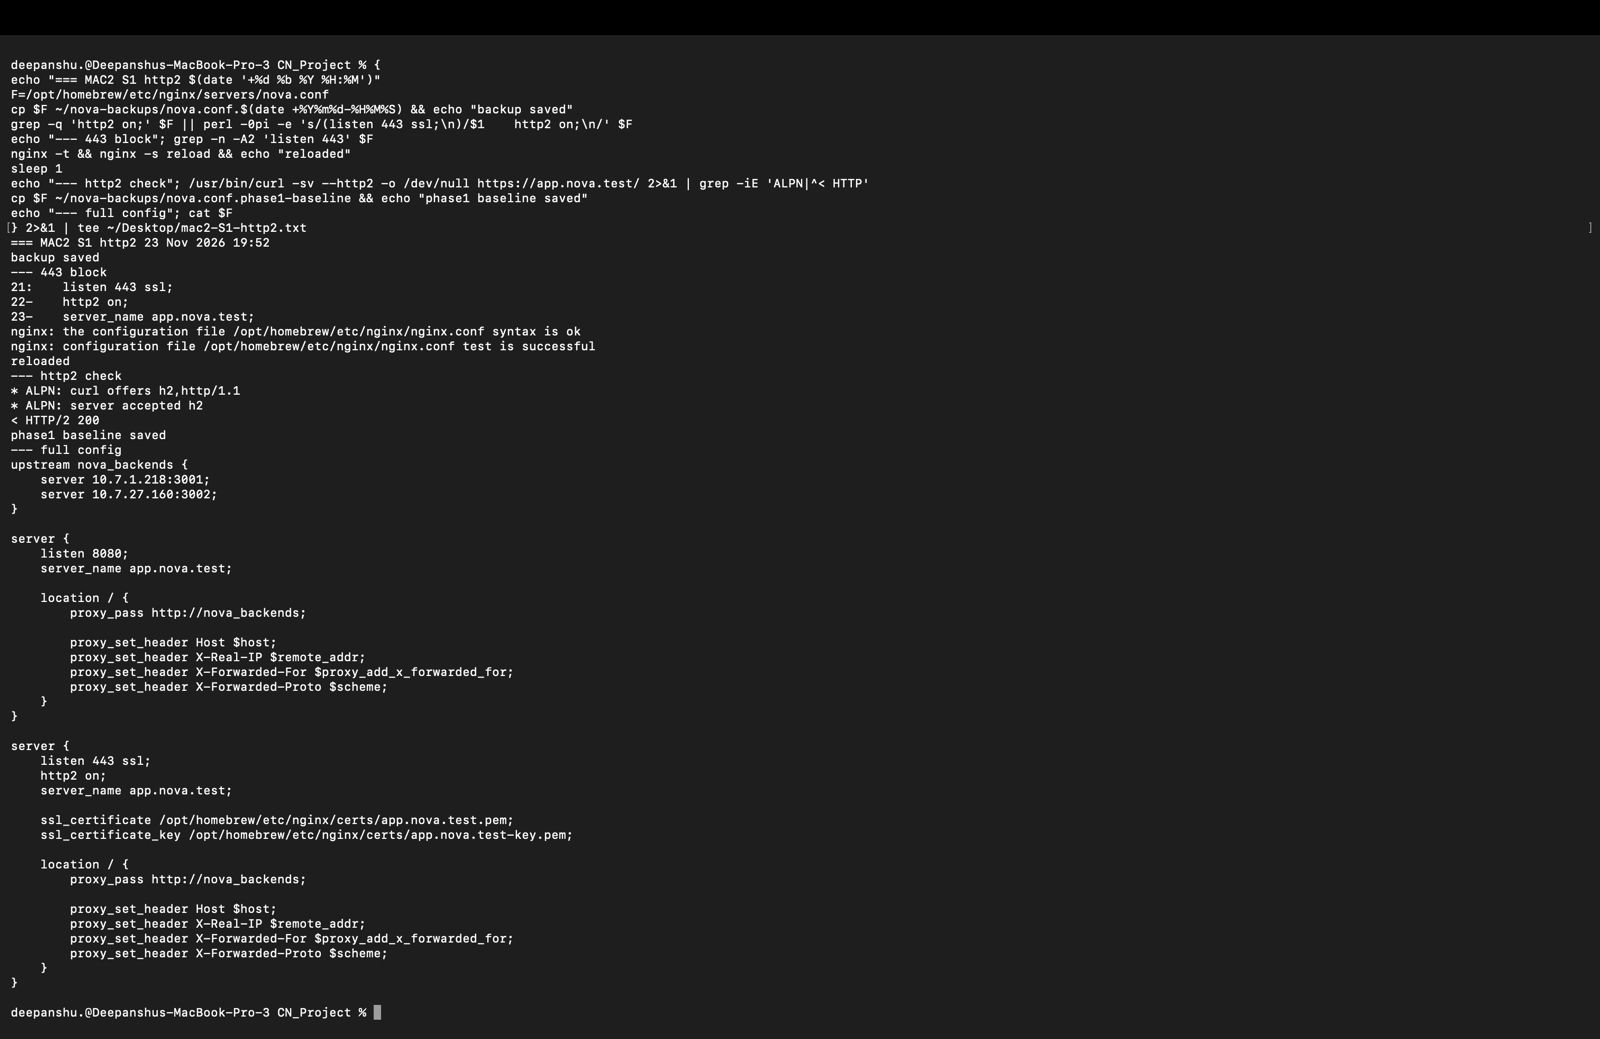 deepanshu.@Deepanshus-MacBook-Pro-3 CN_Project % {
echo "=== MAC2 S1 http2 $(date '+%d %b %Y %H:%M')"
F=/opt/homebrew/etc/nginx/servers/nova.conf
cp $F ~/nova-backups/nova.conf.$(date +%Y%m%d-%H%M%S) && echo "backup saved"
grep -q 'http2 on;' $F || perl -0pi -e 's/(listen 443 ssl;\n)/$1    http2 on;\n/' $F
echo "--- 443 block"; grep -n -A2 'listen 443' $F
nginx -t && nginx -s reload && echo "reloaded"
sleep 1
echo "--- http2 check"; /usr/bin/curl -sv --http2 -o /dev/null https://app.nova.test/ 2>&1 | grep -iE 'ALPN|^< HTTP'
cp $F ~/nova-backups/nova.conf.phase1-baseline && echo "phase1 baseline saved"
echo "--- full config"; cat $F
[} 2>&1 | tee ~/Desktop/mac2-S1-http2.txt ]
=== MAC2 S1 http2 23 Nov 2026 19:52
backup saved
--- 443 block
21:    listen 443 ssl;
22-    http2 on;
23-    server_name app.nova.test;
nginx: the configuration file /opt/homebrew/etc/nginx/nginx.conf syntax is ok
nginx: configuration file /opt/homebrew/etc/nginx/nginx.conf test is successful
reloaded
--- http2 check
* ALPN: curl offers h2,http/1.1
* ALPN: server accepted h2
< HTTP/2 200
phase1 baseline saved
--- full config
upstream nova_backends {
    server 10.7.1.218:3001;
    server 10.7.27.160:3002;
}

server {
    listen 8080;
    server_name app.nova.test;

    location / {
        proxy_pass http://nova_backends;

        proxy_set_header Host $host;
        proxy_set_header X-Real-IP $remote_addr;
        proxy_set_header X-Forwarded-For $proxy_add_x_forwarded_for;
        proxy_set_header X-Forwarded-Proto $scheme;
    }
}

server {
    listen 443 ssl;
    http2 on;
    server_name app.nova.test;

    ssl_certificate /opt/homebrew/etc/nginx/certs/app.nova.test.pem;
    ssl_certificate_key /opt/homebrew/etc/nginx/certs/app.nova.test-key.pem;

    location / {
        proxy_pass http://nova_backends;

        proxy_set_header Host $host;
        proxy_set_header X-Real-IP $remote_addr;
        proxy_set_header X-Forwarded-For $proxy_add_x_forwarded_for;
        proxy_set_header X-Forwarded-Proto $scheme;
    }
}

deepanshu.@Deepanshus-MacBook-Pro-3 CN_Project %